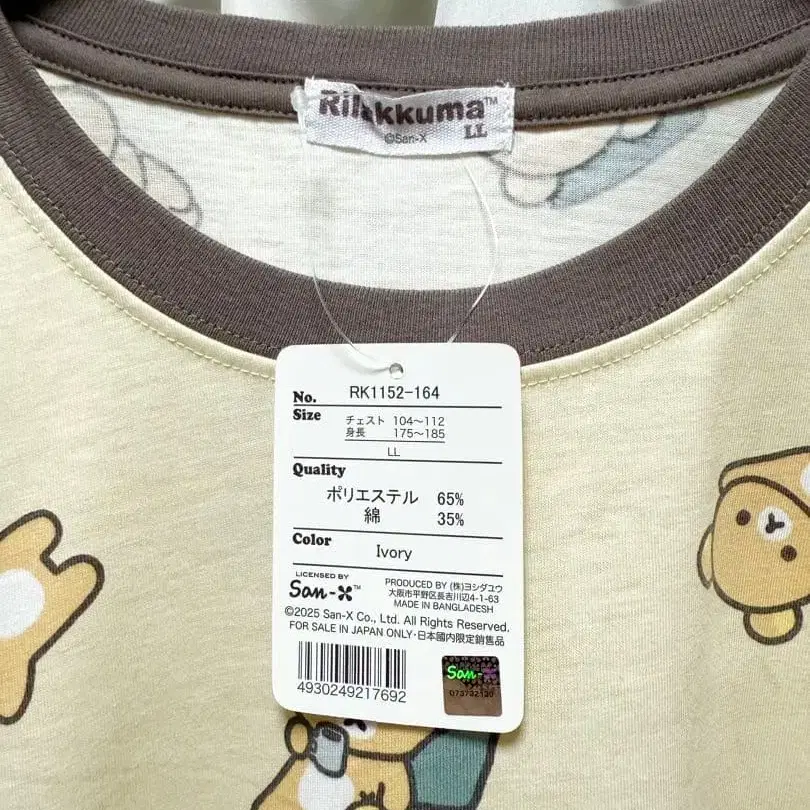 Rilakkuma™
©San-X LL
No. RK1152-164
Size チェスト 104〜112
身長 175〜185
LL
Quality
ポリエステル 65%
綿 35%
Color
Ivory
LICENSED BY
San-X™
PRODUCED BY (株)ヨシダユウ
大阪市平野区長吉川辺4-1-63
MADE IN BANGLADESH
©2025 San-X Co., Ltd. All Rights Reserved.
FOR SALE IN JAPAN ONLY・日本國内限定銷售品
4930249217692
San-X